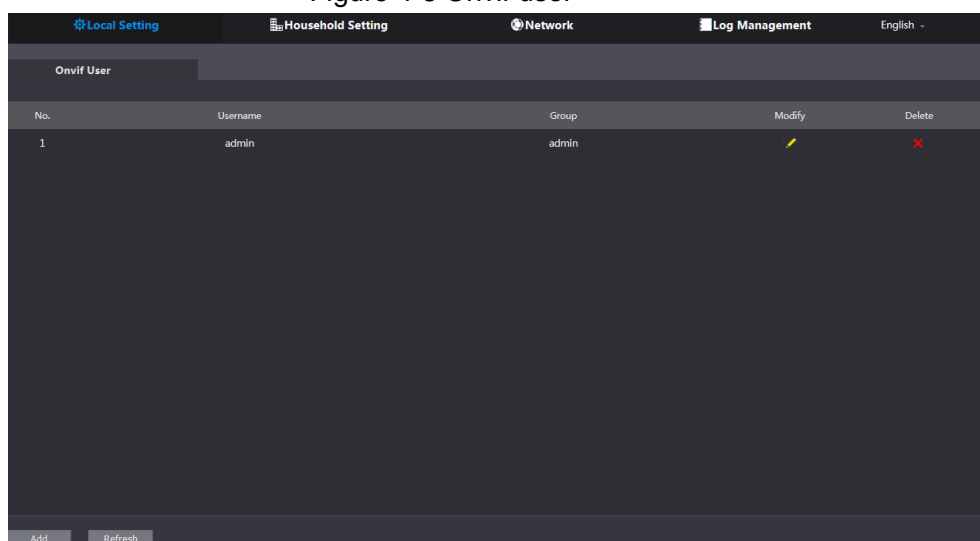 Local Setting Household Setting Network Log Management English
Onvif User
No. Username Group Modify Delete
1 admin admin
Add Refresh